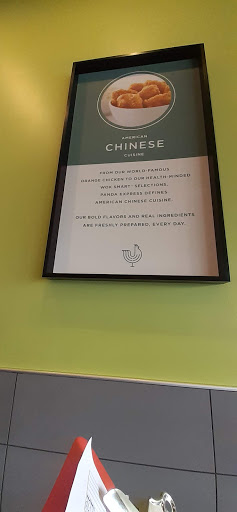 AMERICAN
CHINESE
CUISINE
FROM OUR WORLD-FAMOUS
ORANGE CHICKEN TO OUR HEALTH-MINDED
WOK SMART™ SELECTIONS,
PANDA EXPRESS DEFINES
AMERICAN CHINESE CUISINE.
OUR BOLD FLAVORS AND REAL INGREDIENTS
ARE FRESHLY PREPARED, EVERY DAY.